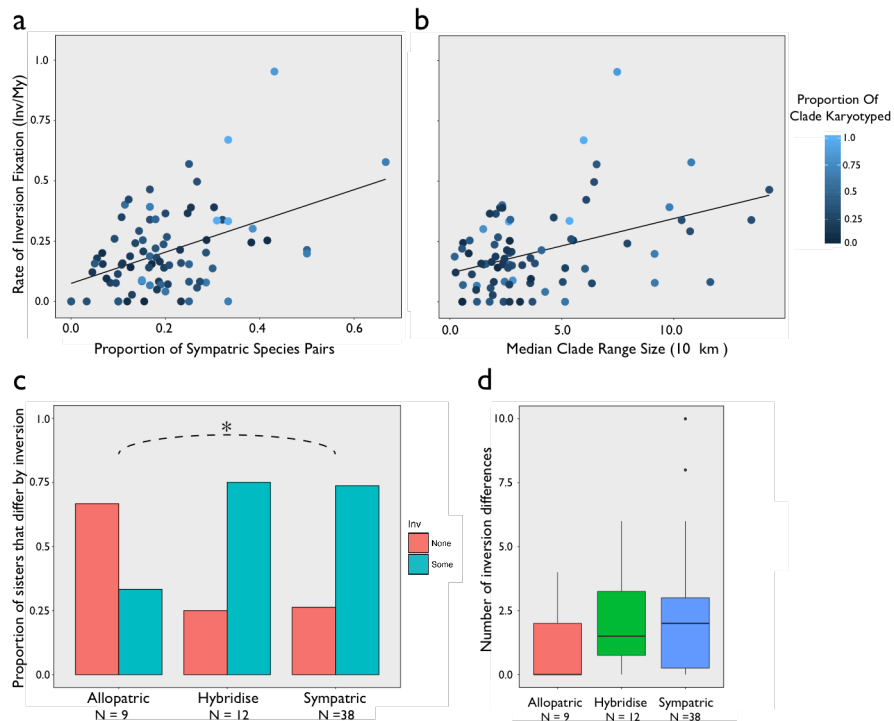 a
b
Rate of Inversion Fixation (Inv/My)
1.0
0.75
0.5
0.25
0.0
0.0 0.2 0.4 0.6
Proportion of Sympatric Species Pairs
0.0 5.0 10.0
Median Clade Range Size (10 km )
Proportion Of
Clade Karyotyped
1.0
0.75
0.5
0.25
0.0
c
d
Proportion of sisters that differ by inversion
1.0
0.75
0.5
0.25
0.0
*
Allopatric Hybridise Sympatric
N = 9 N = 12 N =38
Inv
None
Some
Number of inversion differences
10.0
7.5
5.0
2.5
0.0
Allopatric Hybridise Sympatric
N = 9 N = 12 N =38